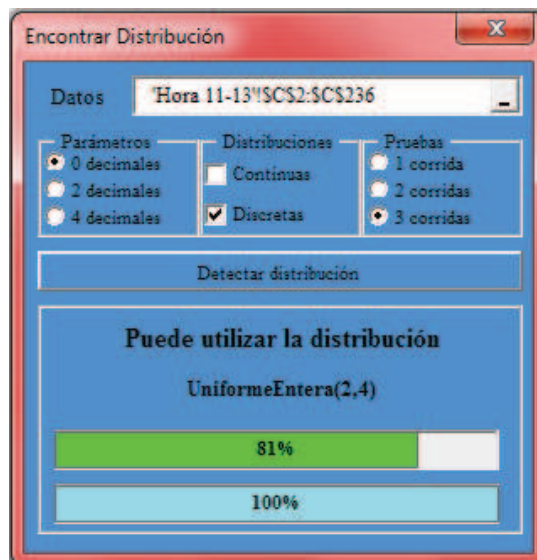 Encontrar Distribución
Datos 'Hora 11-13'!$C$2:$C$236
Parámetros Distribuciones Pruebas
0 decimales Contínuas 1 corrida
2 decimales Discretas 2 corridas
4 decimales 3 corridas
Detectar distribución
Puede utilizar la distribución
UniformeEntera(2,4)
81%
100%